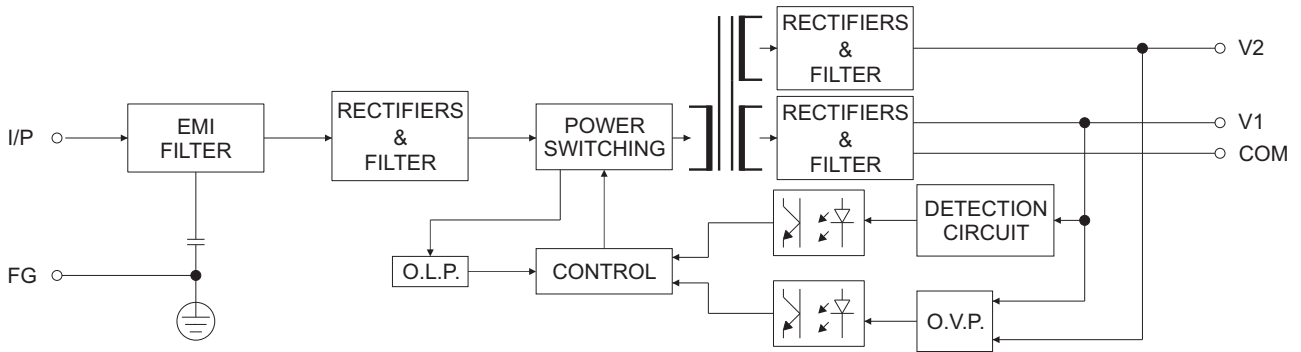 RECTIFIERS
&
FILTER
V2
I/P
EMI
FILTER
RECTIFIERS
&
FILTER
POWER
SWITCHING
RECTIFIERS
&
FILTER
V1
COM
DETECTION
CIRCUIT
FG
O.L.P.
CONTROL
O.V.P.